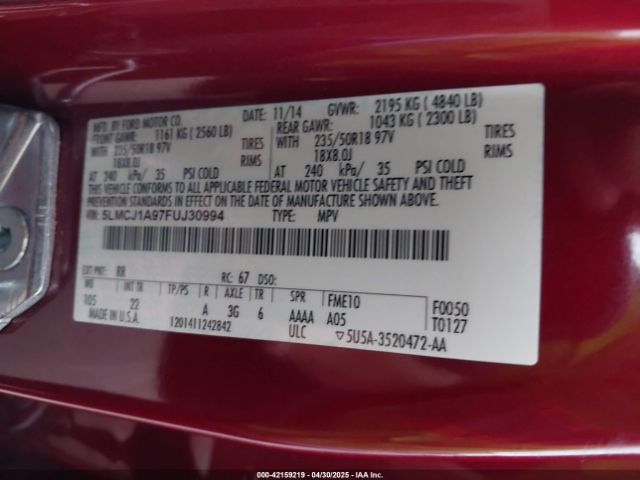 MFD. BY FORD MOTOR CO.
DATE: 11/14 GVWR: 2195 KG ( 4840 LB)
FRONT GAWR: 1161 KG ( 2560 LB)
REAR GAWR: 1043 KG ( 2300 LB)
WITH 235/50R18 97V TIRES
WITH 235/50R18 97V TIRES
18X8.0J RIMS
18X8.0J RIMS
AT 240 kPa/ 35 PSI COLD
AT 240 kPa/ 35 PSI COLD
THIS VEHICLE CONFORMS TO ALL APPLICABLE FEDERAL MOTOR VEHICLE SAFETY AND THEFT
PREVENTION STANDARDS IN EFFECT ON THE DATE OF MANUFACTURE SHOWN ABOVE.
VIN: 5LMCJ1A97FUJ30994 TYPE: MPV
EXT PNT: RR RC: 67 DSO:
WB INT TR TP/PS R AXLE TR SPR FME10 F0050
105 22 A 3G 6 AAAA A05 T0127
MADE IN U.S.A. 1201411242842 ULC ▽5U5A-3520472-AA
000-42159219 - 04/30/2025 - IAA Inc.